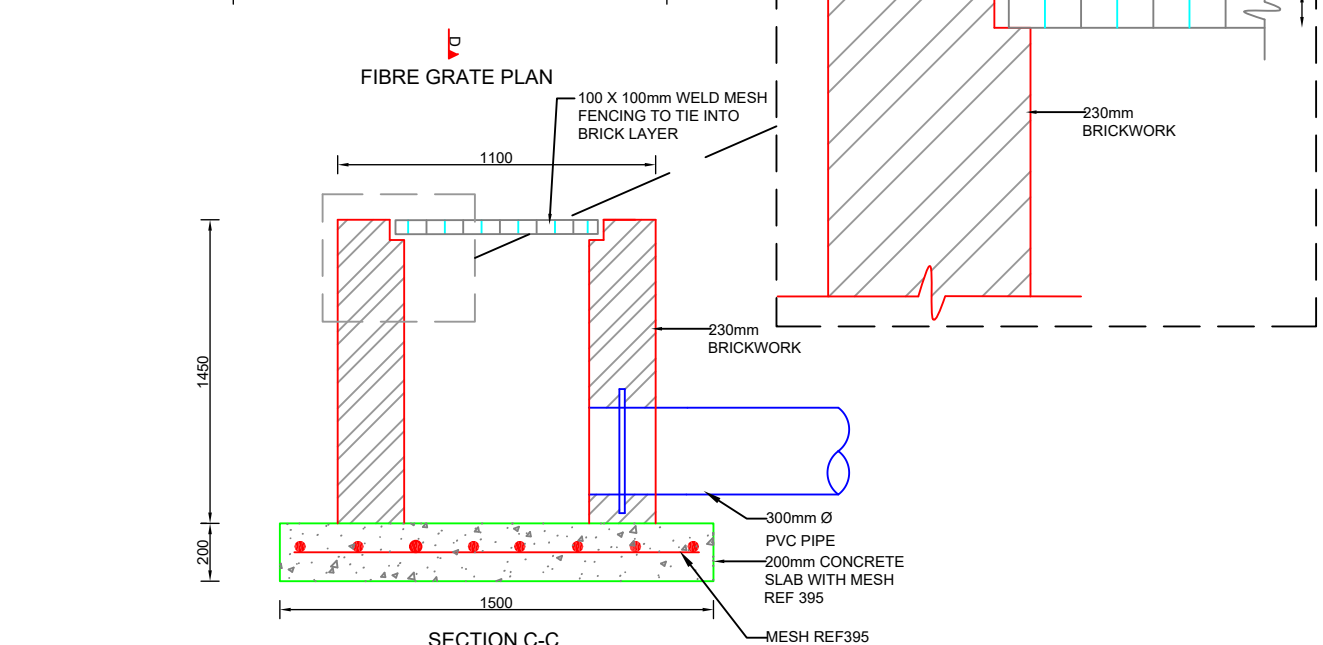 D
FIBRE GRATE PLAN
100 X 100mm WELD MESH
FENCING TO TIE INTO
BRICK LAYER
230mm
BRICKWORK
1100
1450
230mm
BRICKWORK
300mm Ø
PVC PIPE
200
200mm CONCRETE
SLAB WITH MESH
REF 395
1500
MESH REF395
SECTION C-C